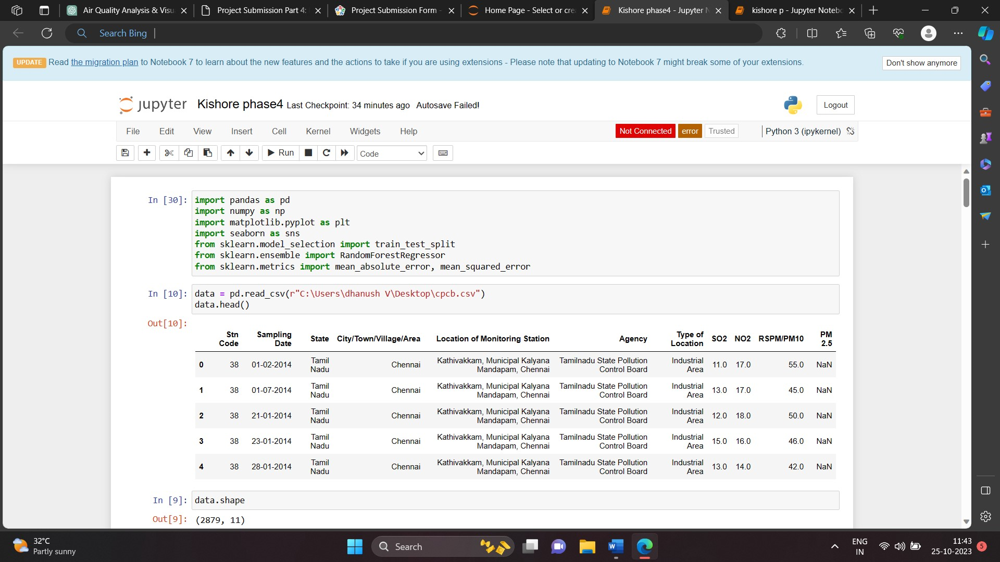 Air Quality Analysis & Visu
Project Submission Part 4:
Project Submission Form -
Home Page - Select or cre
Kishore phase4 - Jupyter N
kishore p - Jupyter Notebo
Search Bing
UPDATE Read the migration plan to Notebook 7 to learn about the new features and the actions to take if you are using extensions - Please note that updating to Notebook 7 might break some of your extensions.
Don't show anymore
jupyter Kishore phase4 Last Checkpoint: 34 minutes ago Autosave Failed!
Logout
File Edit View Insert Cell Kernel Widgets Help
Not Connected error Trusted Python 3 (ipykernel)
Run Code
In [30]: import pandas as pd
import numpy as np
import matplotlib.pyplot as plt
import seaborn as sns
from sklearn.model_selection import train_test_split
from sklearn.ensemble import RandomForestRegressor
from sklearn.metrics import mean_absolute_error, mean_squared_error
In [10]: data = pd.read_csv(r"C:\Users\dhanush V\Desktop\cpcb.csv")
data.head()
Out[10]:
Stn Code Sampling Date State City/Town/Village/Area Location of Monitoring Station Agency Type of Location SO2 NO2 RSPM/PM10 PM 2.5
0 38 01-02-2014 Tamil Nadu Chennai Kathivakkam, Municipal Kalyana Mandapam, Chennai Tamilnadu State Pollution Control Board Industrial Area 11.0 17.0 55.0 NaN
1 38 01-07-2014 Tamil Nadu Chennai Kathivakkam, Municipal Kalyana Mandapam, Chennai Tamilnadu State Pollution Control Board Industrial Area 13.0 17.0 45.0 NaN
2 38 21-01-2014 Tamil Nadu Chennai Kathivakkam, Municipal Kalyana Mandapam, Chennai Tamilnadu State Pollution Control Board Industrial Area 12.0 18.0 50.0 NaN
3 38 23-01-2014 Tamil Nadu Chennai Kathivakkam, Municipal Kalyana Mandapam, Chennai Tamilnadu State Pollution Control Board Industrial Area 15.0 16.0 46.0 NaN
4 38 28-01-2014 Tamil Nadu Chennai Kathivakkam, Municipal Kalyana Mandapam, Chennai Tamilnadu State Pollution Control Board Industrial Area 13.0 14.0 42.0 NaN
In [9]: data.shape
Out[9]: (2879, 11)
32°C
Partly sunny
Search
ENG
IN
11:43
25-10-2023
5